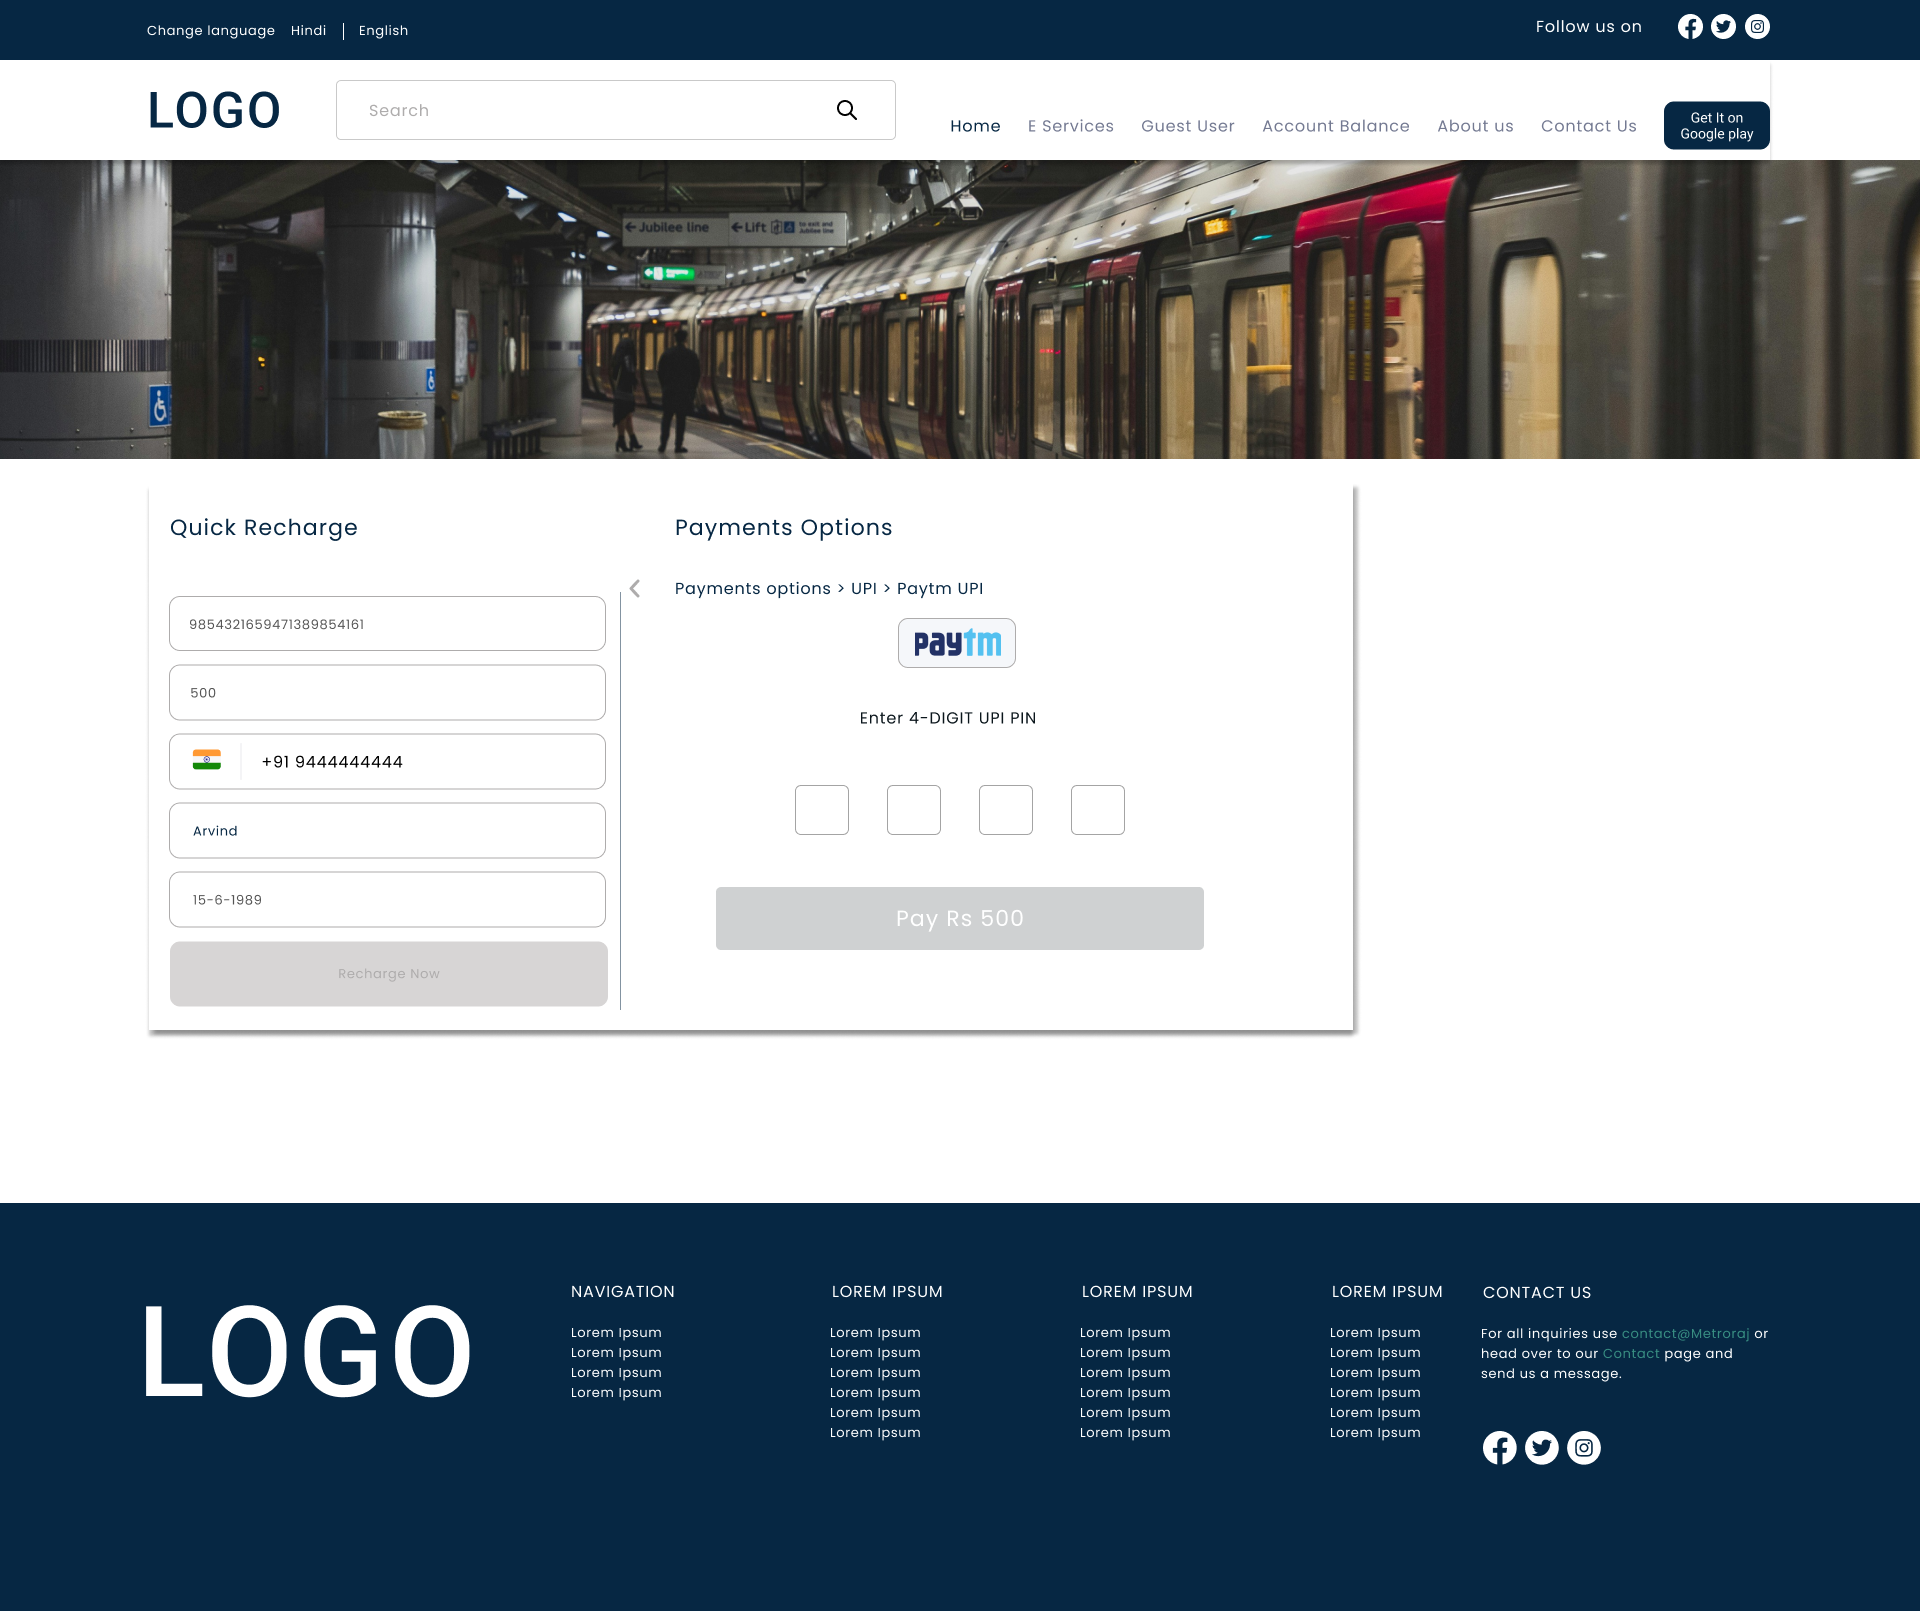 Change language Hindi English
Follow us on
LOGO
Search
Home E Services Guest User Account Balance About us Contact Us
Get It on
Google play
Jubilee line
Lift
to exit and
Jubilee line
Quick Recharge
9854321659471389854161
500
+91 9444444444
Arvind
15-6-1989
Recharge Now
Payments Options
Payments options > UPI > Paytm UPI
paytm
Enter 4-DIGIT UPI PIN
Pay Rs 500
LOGO
NAVIGATION
Lorem Ipsum
Lorem Ipsum
Lorem Ipsum
Lorem Ipsum
LOREM IPSUM
Lorem Ipsum
Lorem Ipsum
Lorem Ipsum
Lorem Ipsum
Lorem Ipsum
Lorem Ipsum
LOREM IPSUM
Lorem Ipsum
Lorem Ipsum
Lorem Ipsum
Lorem Ipsum
Lorem Ipsum
Lorem Ipsum
LOREM IPSUM
Lorem Ipsum
Lorem Ipsum
Lorem Ipsum
Lorem Ipsum
Lorem Ipsum
Lorem Ipsum
CONTACT US
For all inquiries use contact@Metroraj or
head over to our Contact page and
send us a message.